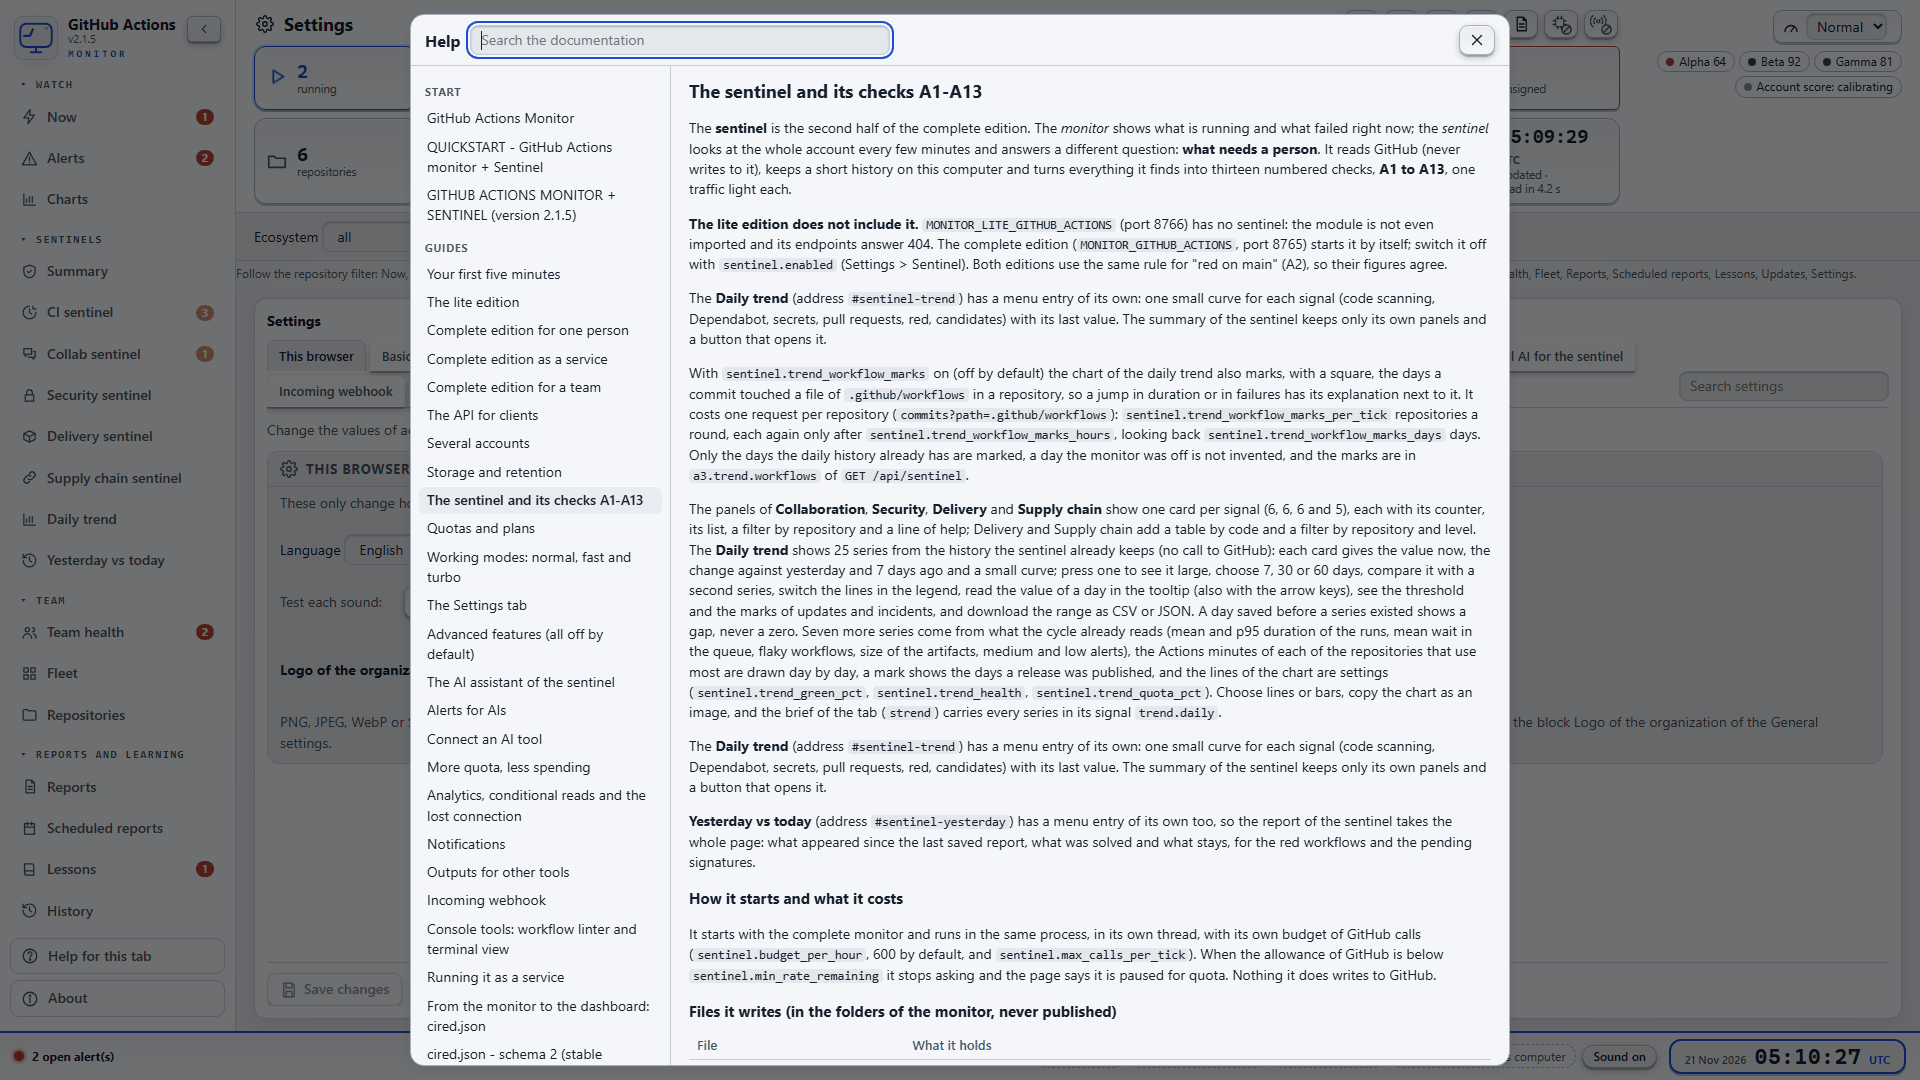 GitHub Actions
v2.1.5
MONITOR
WATCH
Now 1
Alerts 2
Charts
SENTINELS
Summary
CI sentinel 3
Collab sentinel 1
Security sentinel
Delivery sentinel
Supply chain sentinel
Daily trend
Yesterday vs today
TEAM
Team health 2
Fleet
Repositories
REPORTS AND LEARNING
Reports
Scheduled reports
Lessons 1
History
Help for this tab
About
2 open alert(s)
Settings
2
running
6
repositories
Ecosystem all
Follow the repository filter: Now,
Settings
This browser
Incoming webhook
Change the values of
THIS BROWSER
These only change
Language English
Test each sound:
Logo of the
PNG, JPEG, WebP or
settings.
Save changes
Help Search the documentation
START
GitHub Actions Monitor
QUICKSTART - GitHub Actions
monitor + Sentinel
GITHUB ACTIONS MONITOR +
SENTINEL (version 2.1.5)
GUIDES
Your first five minutes
The lite edition
Complete edition for one person
Complete edition as a service
Complete edition for a team
The API for clients
Several accounts
Storage and retention
The sentinel and its checks A1-A13
Quotas and plans
Working modes: normal, fast and
turbo
The Settings tab
Advanced features (all off by
default)
The AI assistant of the sentinel
Alerts for AIs
Connect an AI tool
More quota, less spending
Analytics, conditional reads and the
lost connection
Notifications
Outputs for other tools
Incoming webhook
Console tools: workflow linter and
terminal view
Running it as a service
From the monitor to the dashboard:
cired.json
cired.json - schema 2 (stable
The sentinel and its checks A1-A13
The sentinel is the second half of the complete edition. The monitor shows what is running and what failed right now; the sentinel
looks at the whole account every few minutes and answers a different question: what needs a person. It reads GitHub (never
writes to it), keeps a short history on this computer and turns everything it finds into thirteen numbered checks, A1 to A13, one
traffic light each.
The lite edition does not include it. MONITOR_LITE_GITHUB_ACTIONS (port 8766) has no sentinel: the module is not even
imported and its endpoints answer 404. The complete edition ( MONITOR_GITHUB_ACTIONS, port 8765) starts it by itself; switch it off
with sentinel.enabled (Settings > Sentinel). Both editions use the same rule for "red on main" (A2), so their figures agree.
The Daily trend (address #sentinel-trend) has a menu entry of its own: one small curve for each signal (code scanning,
Dependabot, secrets, pull requests, red, candidates) with its last value. The summary of the sentinel keeps only its own panels and
a button that opens it.
With sentinel.trend_workflow_marks on (off by default) the chart of the daily trend also marks, with a square, the days a
commit touched a file of .github/workflows in a repository, so a jump in duration or in failures has its explanation next to it. It
costs one request per repository ( commits?path=.github/workflows ): sentinel.trend_workflow_marks_per_tick repositories a
round, each again only after sentinel.trend_workflow_marks_hours, looking back sentinel.trend_workflow_marks_days days.
Only the days the daily history already has are marked, a day the monitor was off is not invented, and the marks are in
a3.trend.workflows of GET /api/sentinel.
The panels of Collaboration, Security, Delivery and Supply chain show one card per signal (6, 6, 6 and 5), each with its counter,
its list, a filter by repository and a line of help; Delivery and Supply chain add a table by code and a filter by repository and level.
The Daily trend shows 25 series from the history the sentinel already keeps (no call to GitHub): each card gives the value now, the
change against yesterday and 7 days ago and a small curve; press one to see it large, choose 7, 30 or 60 days, compare it with a
second series, switch the lines in the legend, read the value of a day in the tooltip (also with the arrow keys), see the threshold
and the marks of updates and incidents, and download the range as CSV or JSON. A day saved before a series existed shows a
gap, never a zero. Seven more series come from what the cycle already reads (mean and p95 duration of the runs, mean wait in
the queue, flaky workflows, size of the artifacts, medium and low alerts), the Actions minutes of each of the repositories that use
most are drawn day by day, a mark shows the days a release was published, and the lines of the chart are settings
( sentinel.trend_green_pct, sentinel.trend_health, sentinel.trend_quota_pct ). Choose lines or bars, copy the chart as an
image, and the brief of the tab ( strend ) carries every series in its signal trend.daily.
The Daily trend (address #sentinel-trend) has a menu entry of its own: one small curve for each signal (code scanning,
Dependabot, secrets, pull requests, red, candidates) with its last value. The summary of the sentinel keeps only its own panels and
a button that opens it.
Yesterday vs today (address #sentinel-yesterday) has a menu entry of its own too, so the report of the sentinel takes the
whole page: what appeared since the last saved report, what was solved and what stays, for the red workflows and the pending
signatures.
How it starts and what it costs
It starts with the complete monitor and runs in the same process, in its own thread, with its own budget of GitHub calls
( sentinel.budget_per_hour, 600 by default, and sentinel.max_calls_per_tick ). When the allowance of GitHub is below
sentinel.min_rate_remaining it stops asking and the page says it is paused for quota. Nothing it does writes to GitHub.
Files it writes (in the folders of the monitor, never published)
File What it holds
Normal
Alpha 64 Beta 92 Gamma 81
Account score: calibrating
5:09:29
ad in 4.2 s
Fleet, Reports, Scheduled reports, Lessons, Updates, Settings.
AI for the sentinel
Search settings
the block Logo of the organization of the General
computer
Sound on
21 Nov 2026 05:10:27 UTC